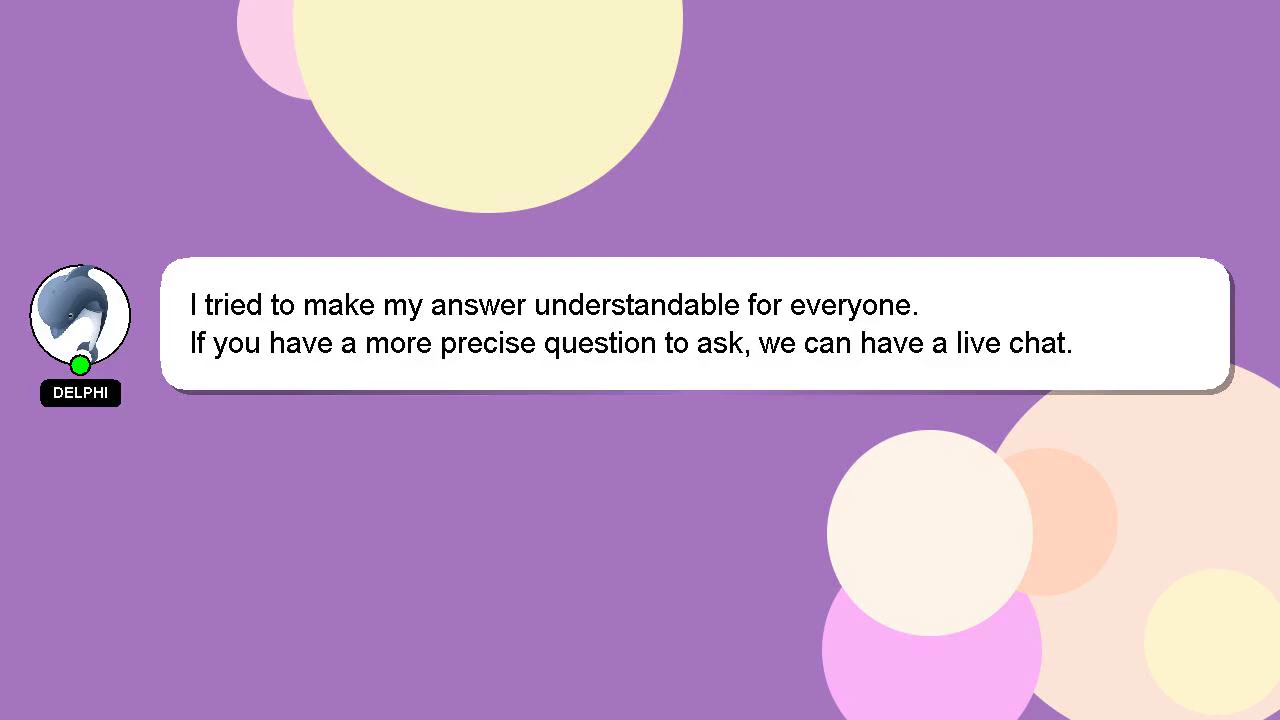 I tried to make my answer understandable for everyone.
If you have a more precise question to ask, we can have a live chat.
DELPHI